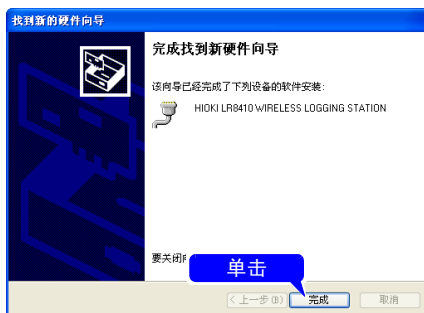 找到新的硬件向导
完成找到新硬件向导
该向导已经完成了下列设备的软件安装:
HIOKI LR8410 WIRELESS LOGGING STATION
要关闭
单击
< 上一步(B)
完成
取消